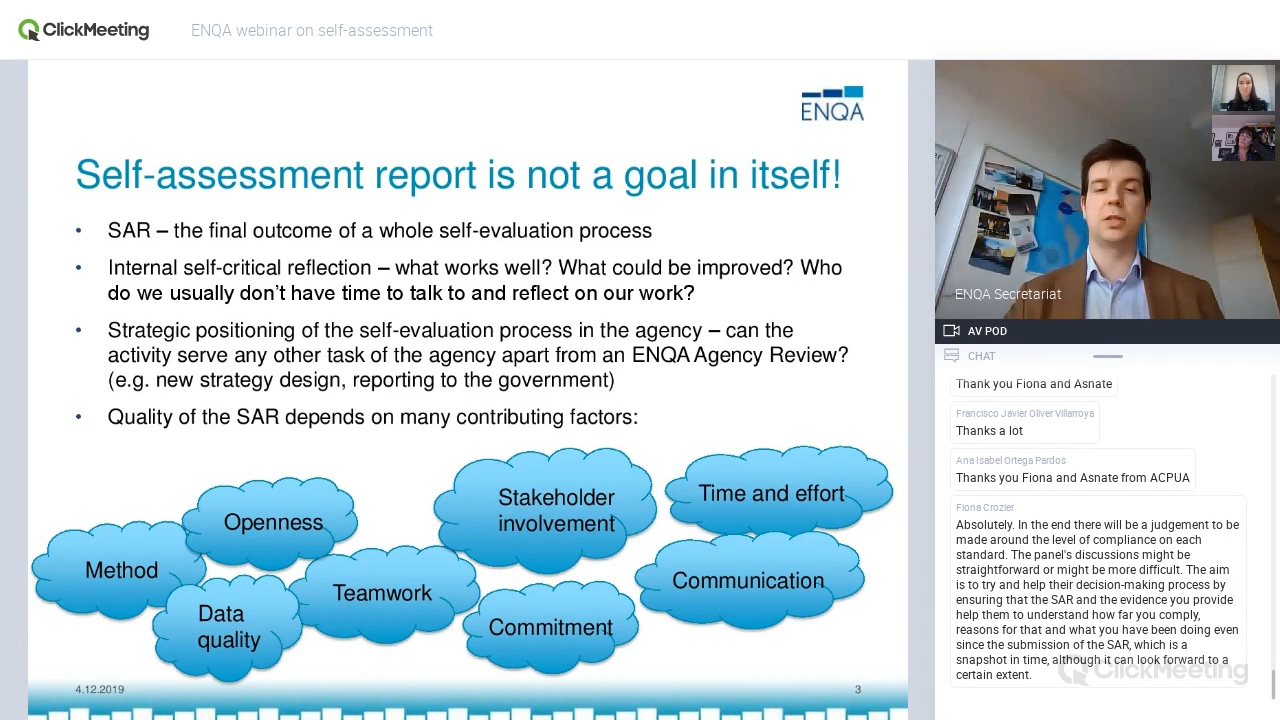 ClickMeeting
ENQA webinar on self-assessment
ENQA
Self-assessment report is not a goal in itself!
• SAR – the final outcome of a whole self-evaluation process
• Internal self-critical reflection – what works well? What could be improved? Who
do we usually don't have time to talk to and reflect on our work?
• Strategic positioning of the self-evaluation process in the agency – can the
activity serve any other task of the agency apart from an ENQA Agency Review?
(e.g. new strategy design, reporting to the government)
• Quality of the SAR depends on many contributing factors:
Method
Openness
Data
quality
Teamwork
Stakeholder
involvement
Commitment
Time and effort
Communication
4.12.2019
3
ENQA Secretariat
AV POD
CHAT
Thank you Fiona and Asnate
Francisco Javier Oliver Villarroya
Thanks a lot
Ana Isabel Ortega Pardos
Thanks you Fiona and Asnate from ACPUA
Fiona Crozier
Absolutely. In the end there will be a judgement to be
made around the level of compliance on each
standard. The panel's discussions might be
straightforward or might be more difficult. The aim
is to try and help their decision-making process by
ensuring that the SAR and the evidence you provide
help them to understand how far you comply,
reasons for that and what you have been doing even
since the submission of the SAR, which is a
snapshot in time, although it can look forward to a
certain extent.
ClickMeeting